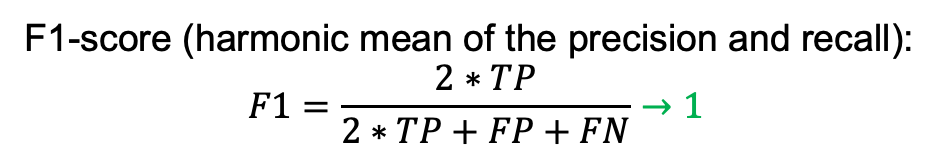 F1-score (harmonic mean of the precision and recall):
2 ∗ TP
F1 = ———— → 1
2 ∗ TP + FP + FN